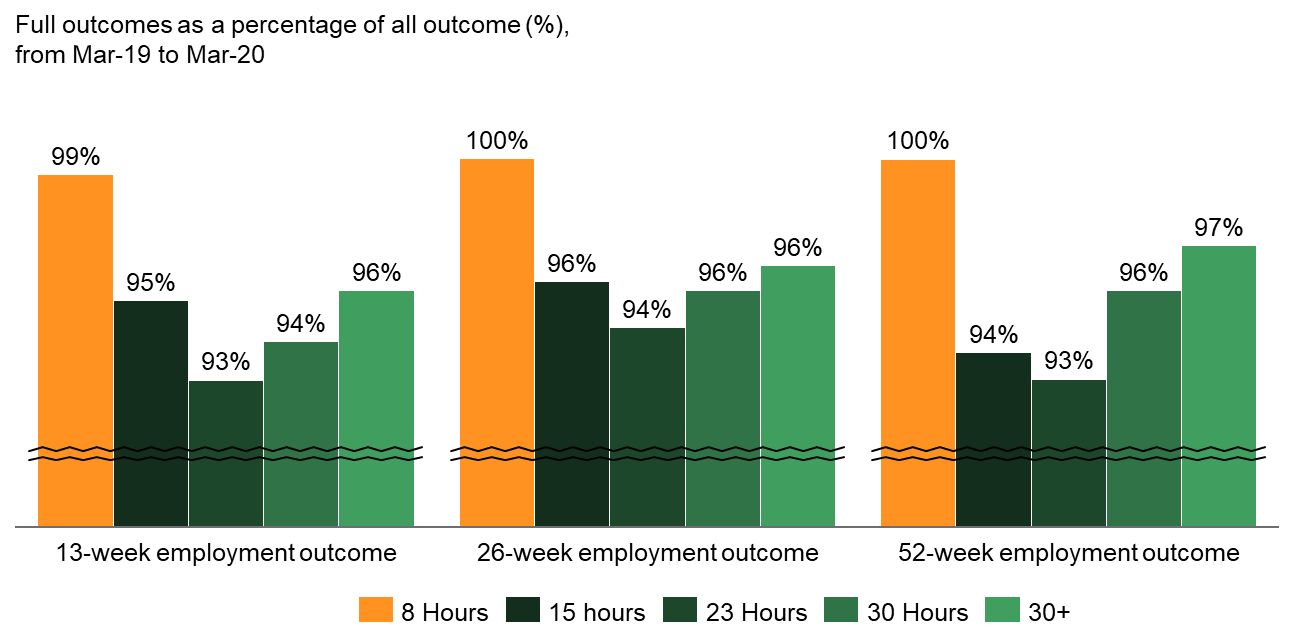 Full outcomes as a percentage of all outcome (%),
from Mar-19 to Mar-20
99%
95%
93%
94%
96%
100%
96%
94%
96%
96%
100%
94%
93%
96%
97%
13-week employment outcome
26-week employment outcome
52-week employment outcome
8 Hours
15 hours
23 Hours
30 Hours
30+